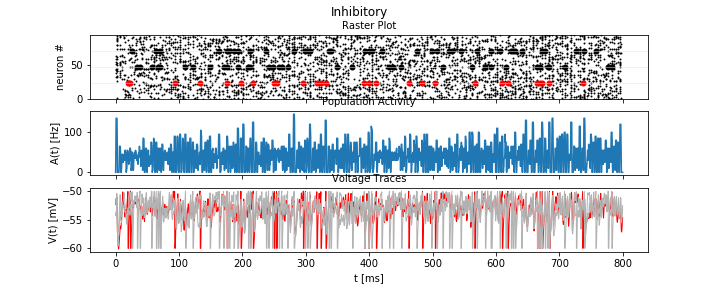 Inhibitory
Raster Plot
neuron #
50
0
Population Activity
A(t) [Hz]
100
0
Voltage Traces
V(t) [mV]
−50
−55
−60
0 100 200 300 400 500 600 700 800
t [ms]